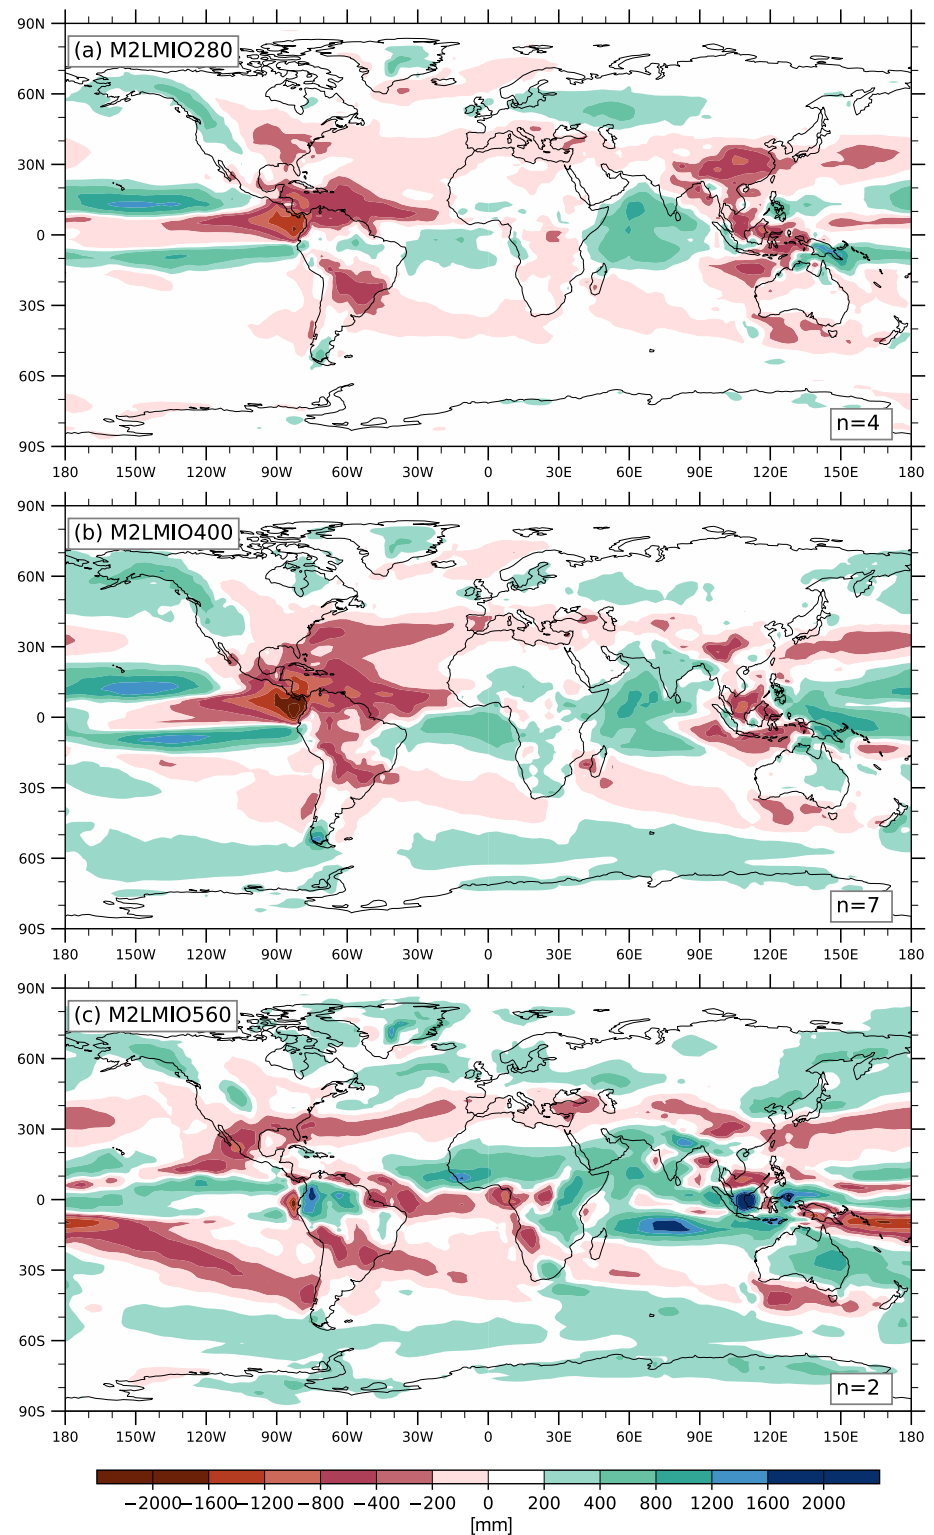 90N
(a) M2LMIO280
60N
30N
0
30S
60S
n=4
90S
180 150W 120W 90W 60W 30W 0 30E 60E 90E 120E 150E 180
90N
(b) M2LMIO400
60N
30N
0
30S
60S
n=7
90S
180 150W 120W 90W 60W 30W 0 30E 60E 90E 120E 150E 180
90N
(c) M2LMIO560
60N
30N
0
30S
60S
n=2
90S
180 150W 120W 90W 60W 30W 0 30E 60E 90E 120E 150E 180
−2000 −1600 −1200 −800 −400 −200 0 200 400 800 1200 1600 2000
[mm]